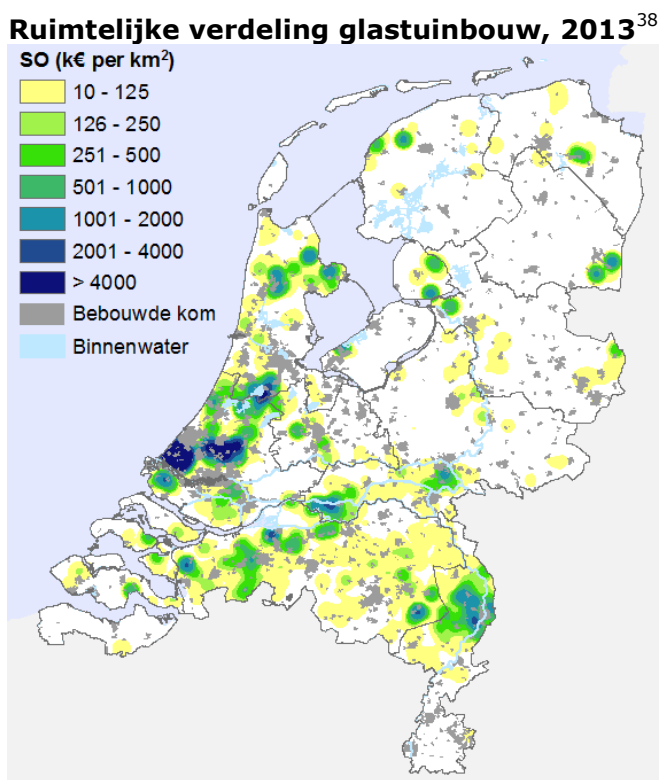 Ruimtelijke verdeling glastuinbouw, 2013³⁸
SO (k€ per km²)
10 - 125
126 - 250
251 - 500
501 - 1000
1001 - 2000
2001 - 4000
> 4000
Bebouwde kom
Binnenwater